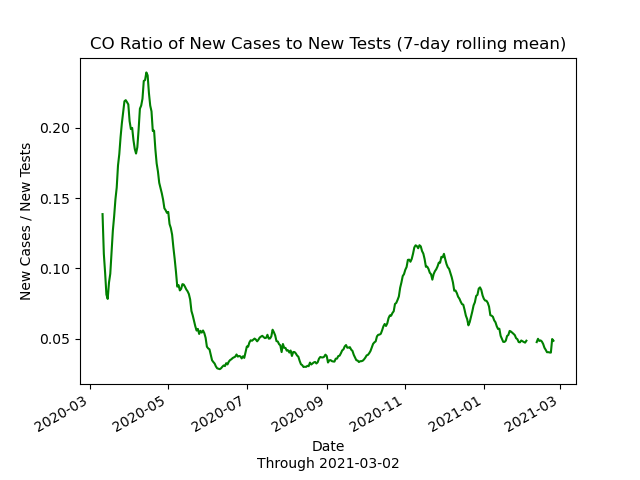 CO Ratio of New Cases to New Tests (7-day rolling mean)
New Cases / New Tests
0.20
0.15
0.10
0.05
2020-03
2020-05
2020-07
2020-09
2020-11
2021-01
2021-03
Date
Through 2021-03-02